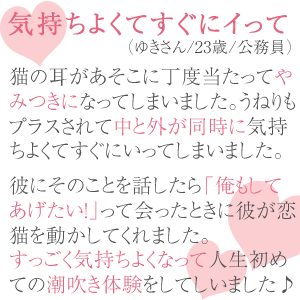 気持ちよくてすぐにイって
(ゆきさん/23歳/公務員)
猫の耳があそこに丁度当たってや
みつきになってしまいました。うねりも
プラスされて中と外が同時に気持
ちよくてすぐにいってしまいました。
彼にそのことを話したら「俺もして
あげたい!」って会ったときに彼が恋
猫を動かしてくれました。
すっごく気持ちよくなって人生初め
ての潮吹き体験をしてしいました♪